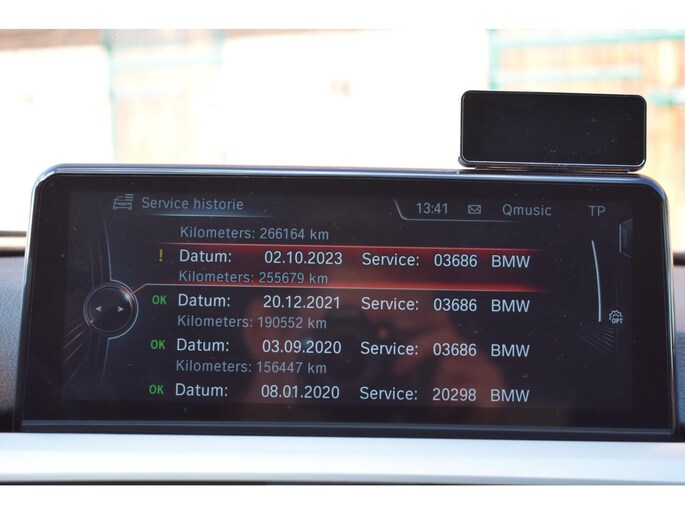 Service historie 13:41 Qmusic TP
Kilometers: 266164 km
! Datum: 02.10.2023 Service: 03686 BMW
Kilometers: 255679 km
OK Datum: 20.12.2021 Service: 03686 BMW
Kilometers: 190552 km
OK Datum: 03.09.2020 Service: 03686 BMW
Kilometers: 156447 km
OK Datum: 08.01.2020 Service: 20298 BMW
OPT